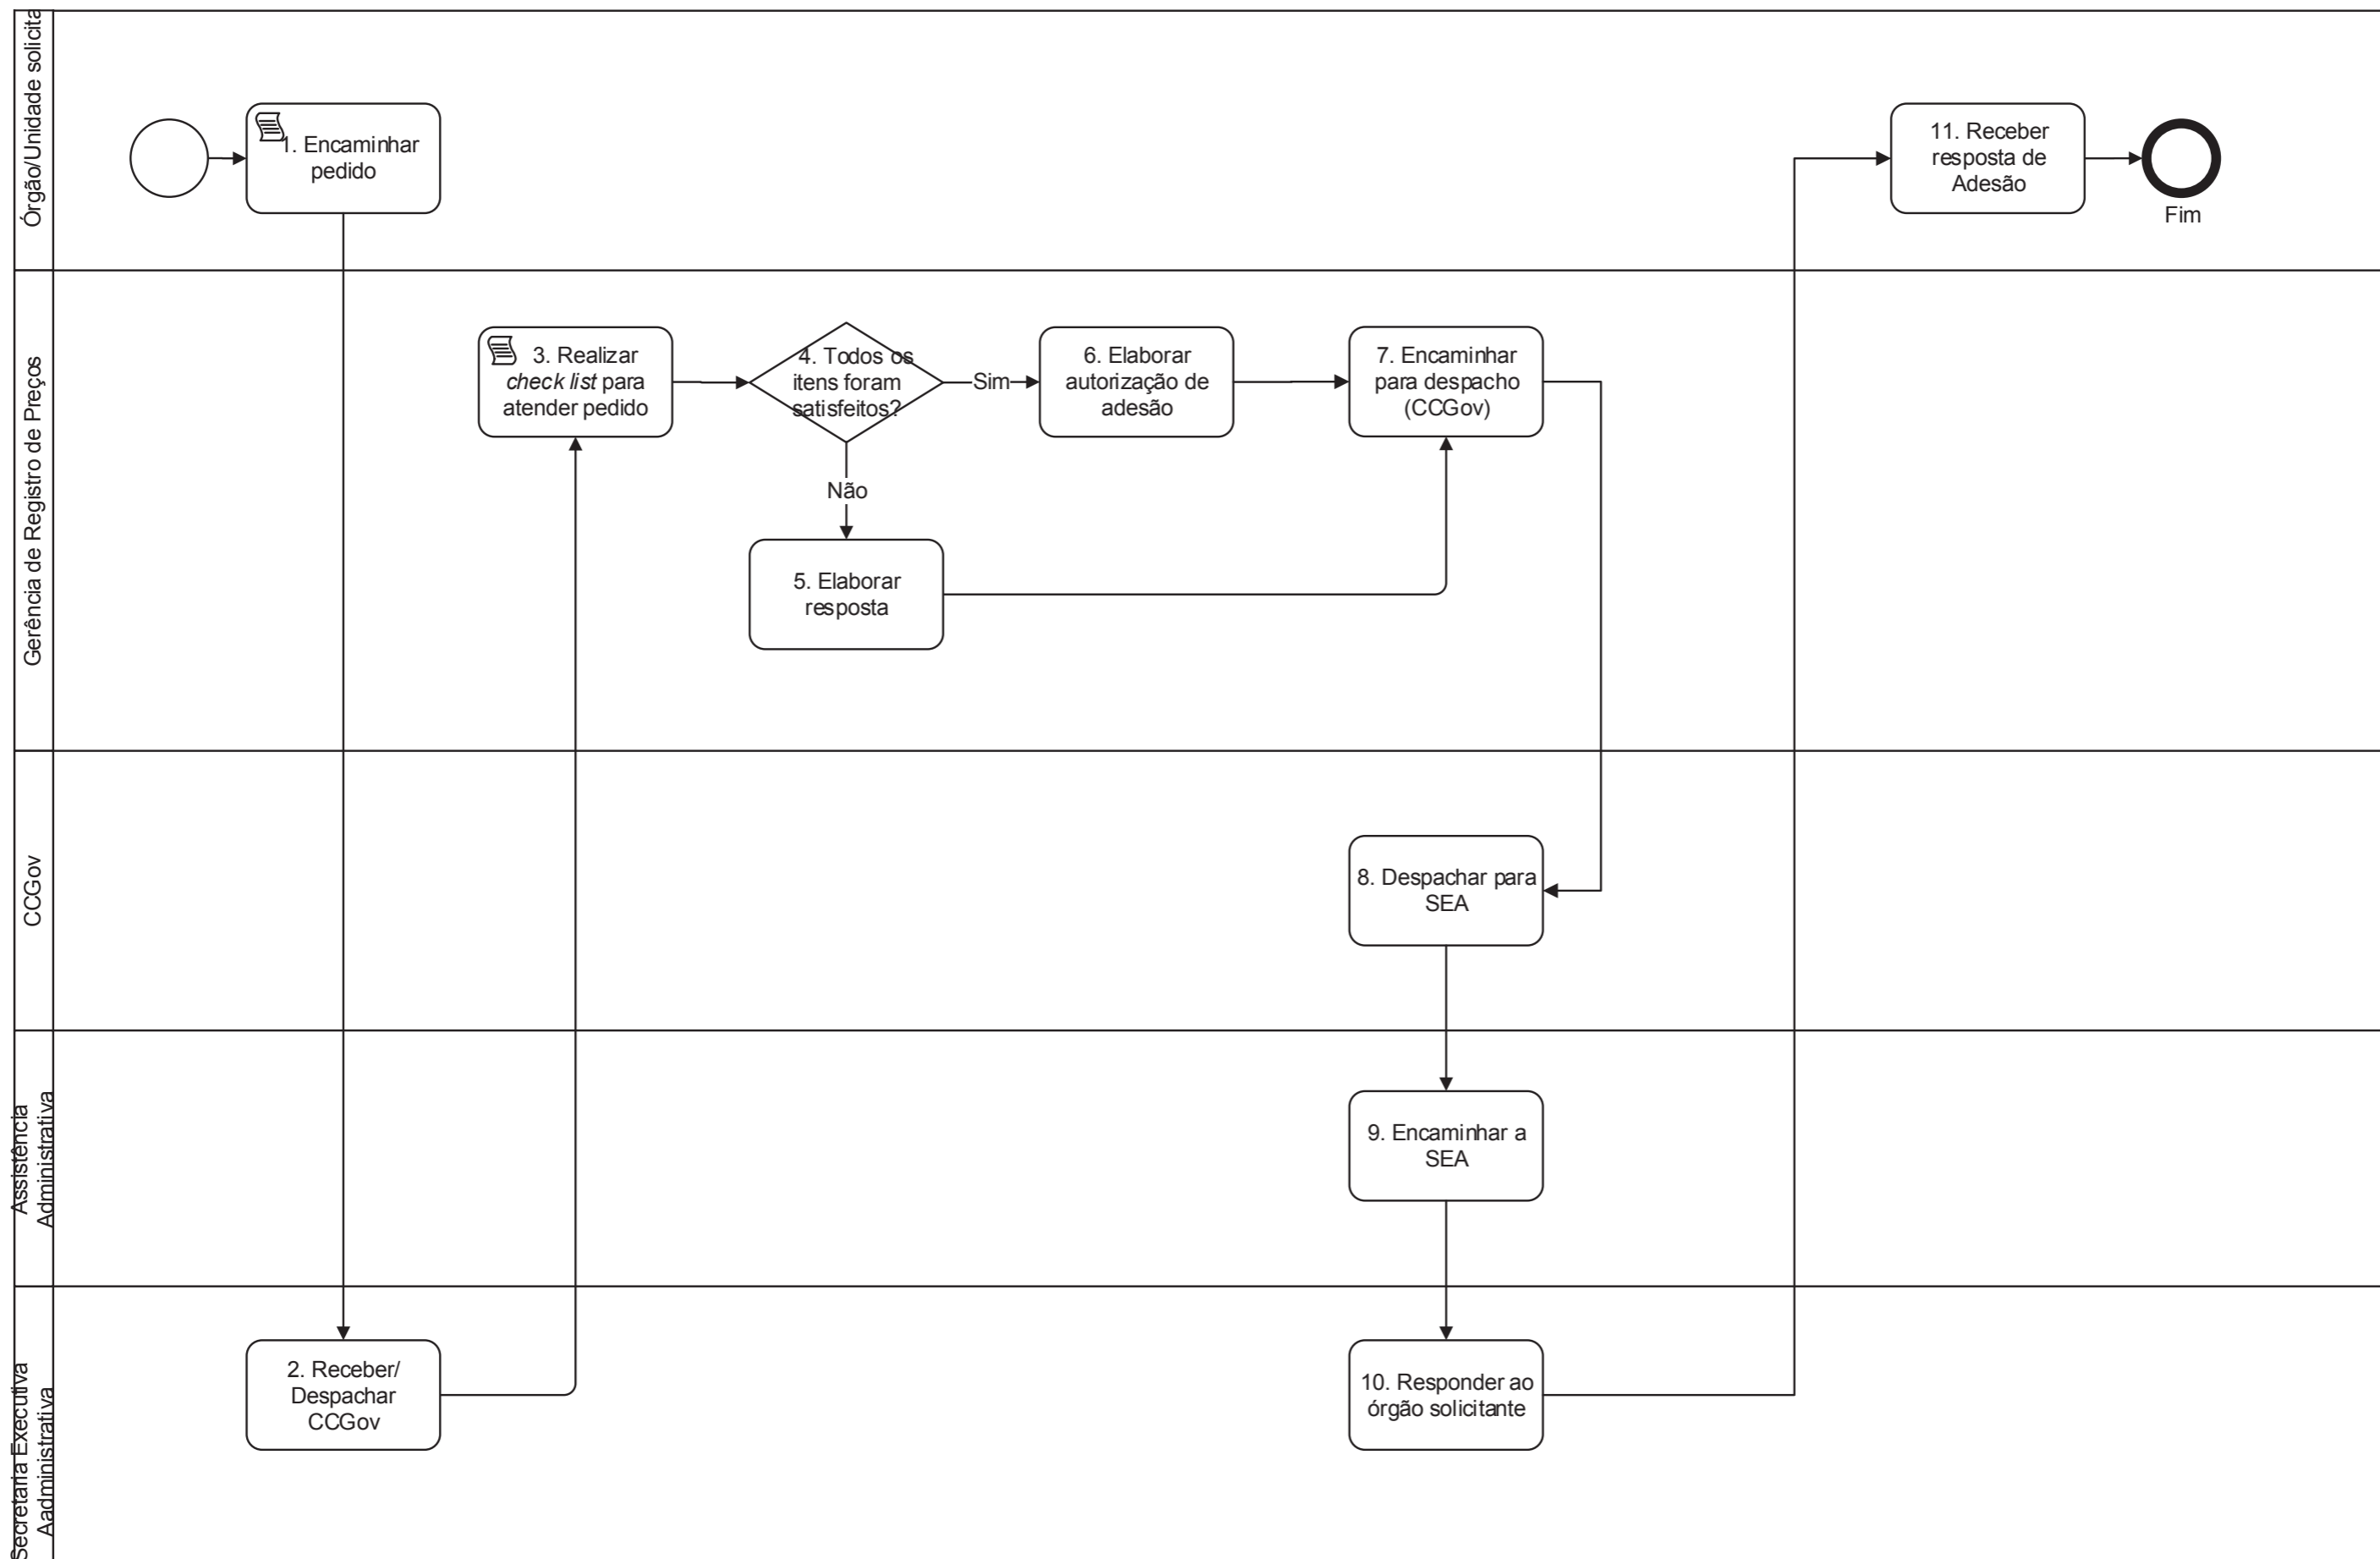 Órgão/Unidade solicita
1. Encaminhar
pedido
11. Receber
resposta de
Adesão
Fim
Gerência de Registro de Preços
3. Realizar
check list para
atender pedido
4. Todos os
itens foram
satisfeitos?
Sim
6. Elaborar
autorização de
adesão
7. Encaminhar
para despacho
(CCGov)
Não
5. Elaborar
resposta
CCGov
8. Despachar para
SEA
Assistência
Administrativa
9. Encaminhar a
SEA
Secretaria Executiva
Aadministrativa
2. Receber/
Despachar
CCGov
10. Responder ao
órgão solicitante